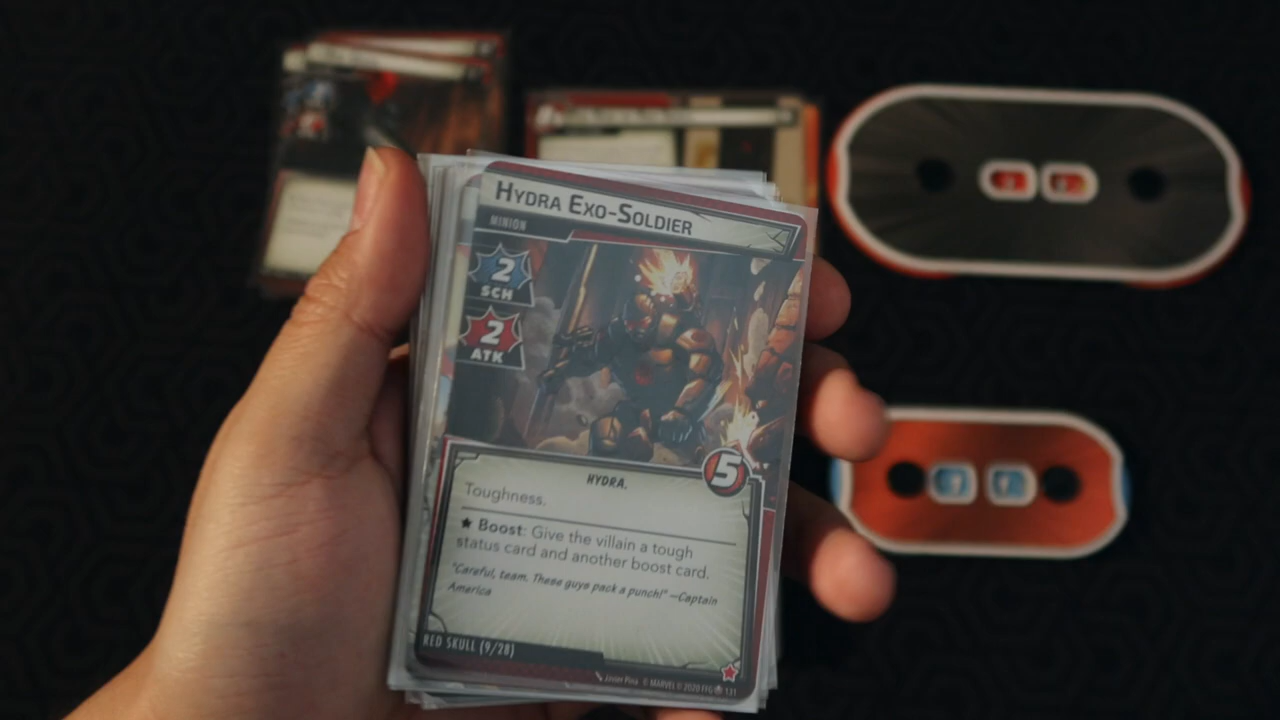 HYDRA EXO-SOLDIER
MINION
2
SCH
2
ATK
5
HYDRA.
Toughness.
★ Boost: Give the villain a tough
status card and another boost card.
"Careful, team. These guys pack a punch!" —Captain
America
RED SKULL (9/28)
© MARVEL © 2020 FFG 131